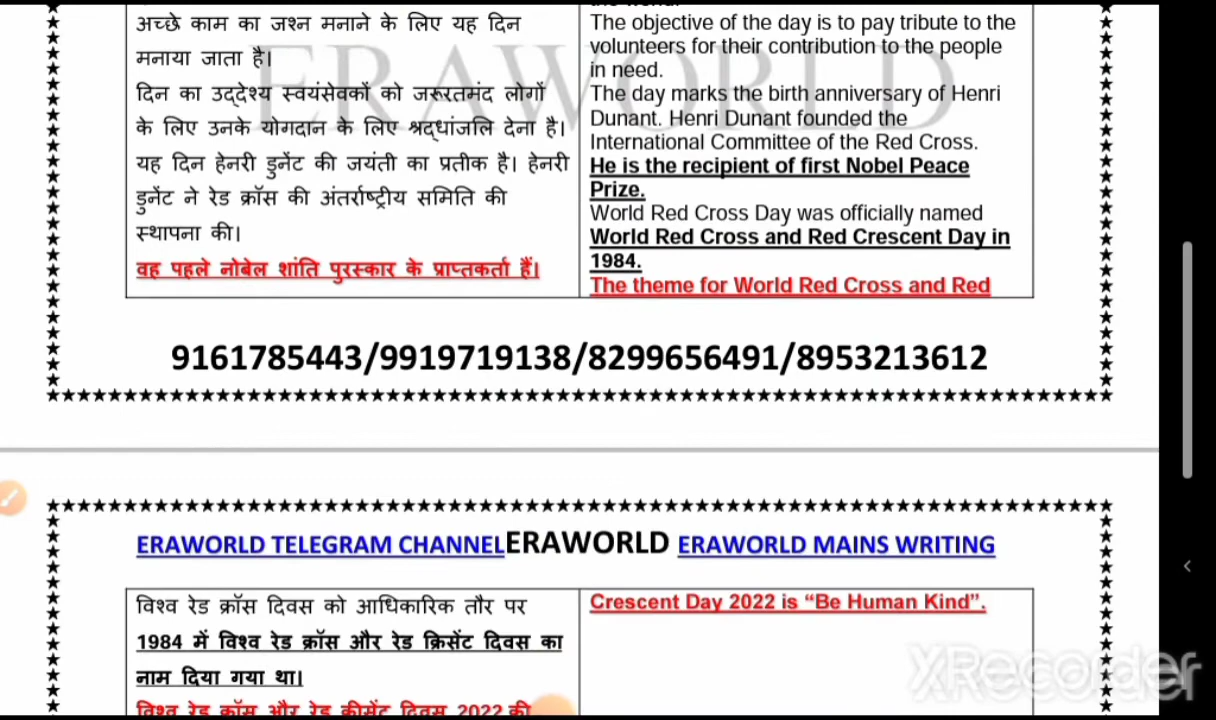 अच्छे काम का जश्न मनाने के लिए यह दिन
मनाया जाता है।
दिन का उद्देश्य स्वयंसेवकों को जरूरतमंद लोगों
के लिए उनके योगदान के लिए श्रद्धांजलि देना है।
यह दिन हेनरी डुनेंट की जयंती का प्रतीक है। हेनरी
डुनेंट ने रेड क्रॉस की अंतर्राष्ट्रीय समिति की
स्थापना की।
वह पहले नोबेल शांति पुरस्कार के प्राप्तकर्ता हैं।
The objective of the day is to pay tribute to the
volunteers for their contribution to the people
in need.
The day marks the birth anniversary of Henri
Dunant. Henri Dunant founded the
International Committee of the Red Cross.
He is the recipient of first Nobel Peace
Prize.
World Red Cross Day was officially named
World Red Cross and Red Crescent Day in
1984.
The theme for World Red Cross and Red
ERAWORLD
9161785443/9919719138/8299656491/8953213612
ERAWORLD TELEGRAM CHANNELERAWORLD ERAWORLD MAINS WRITING
विश्व रेड क्रॉस दिवस को आधिकारिक तौर पर
1984 में विश्व रेड क्रॉस और रेड क्रिसेंट दिवस का
नाम दिया गया था।
विश्व रेड क्रॉस और रेड क्रीसेंट दिवस 2022 की
Crescent Day 2022 is “Be Human Kind”.
XRecorder